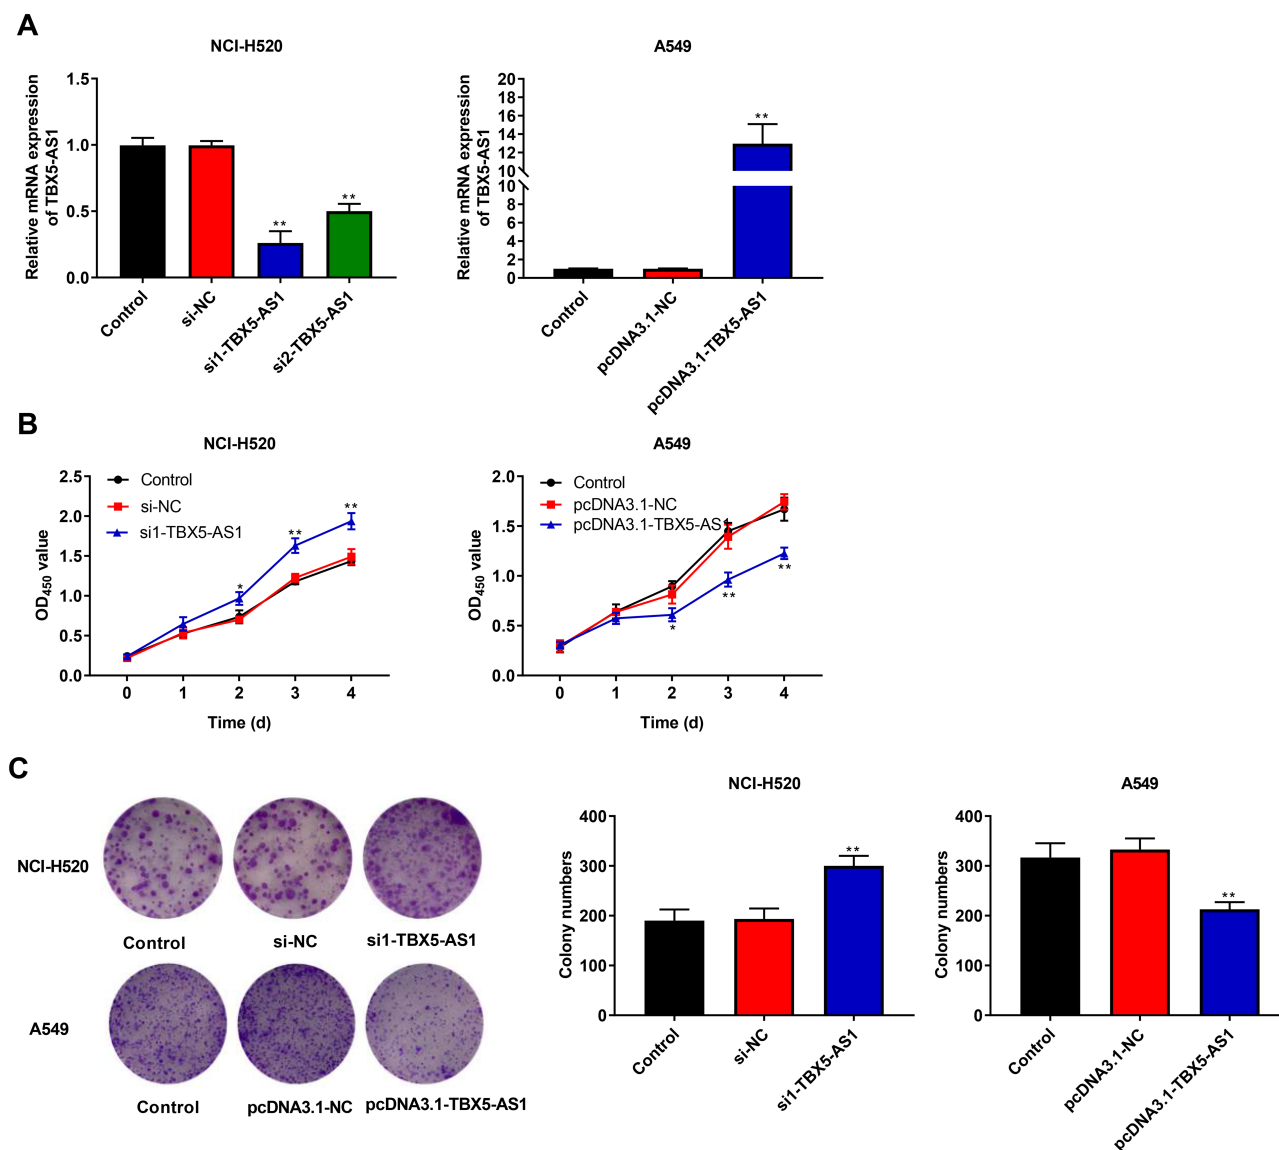 A
NCI-H520
A549
Relative mRNA expression
of TBX5-AS1
1.5
1.0
0.5
0.0
**
**
Control
si-NC
si1-TBX5-AS1
si2-TBX5-AS1
Relative mRNA expression
of TBX5-AS1
20
18
16
14
12
10
10
8
6
4
2
0
**
Control
pcDNA3.1-NC
pcDNA3.1-TBX5-AS1
B
NCI-H520
OD450 value
2.5
2.0
1.5
1.0
0.5
0.0
Control
si-NC
si1-TBX5-AS1
*
**
**
0 1 2 3 4
Time (d)
A549
OD450 value
2.0
1.5
1.0
0.5
0.0
Control
pcDNA3.1-NC
pcDNA3.1-TBX5-AS1
*
**
**
0 1 2 3 4
Time (d)
C
NCI-H520
Control
si-NC
si1-TBX5-AS1
A549
Control
pcDNA3.1-NC
pcDNA3.1-TBX5-AS1
NCI-H520
Colony numbers
400
300
200
100
0
**
Control
si-NC
si1-TBX5-AS1
A549
Colony numbers
400
300
200
100
0
**
Control
pcDNA3.1-NC
pcDNA3.1-TBX5-AS1